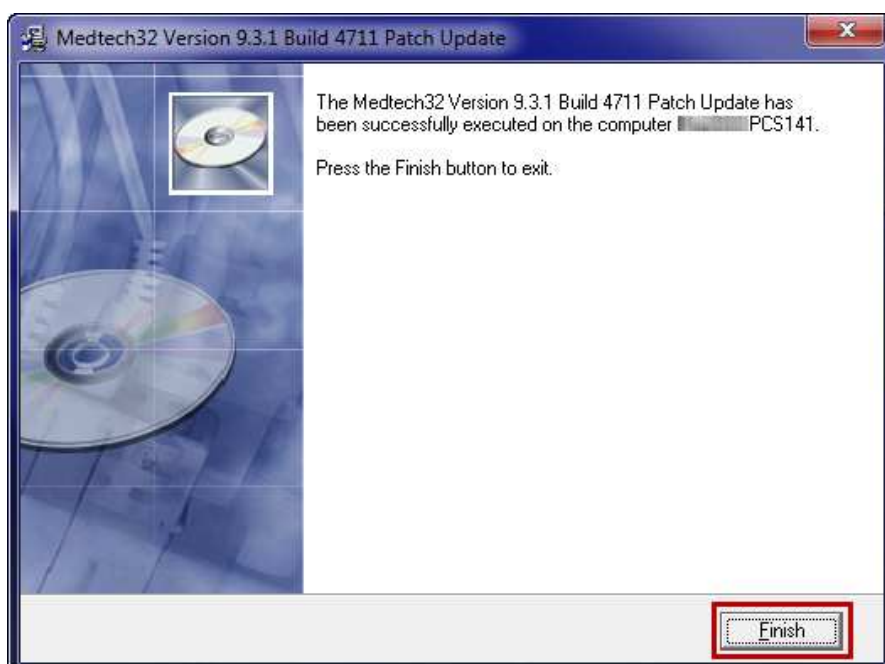 Medtech32 Version 9.3.1 Build 4711 Patch Update
The Medtech32 Version 9.3.1 Build 4711 Patch Update has
been successfully executed on the computer PCS141.
Press the Finish button to exit.
Finish